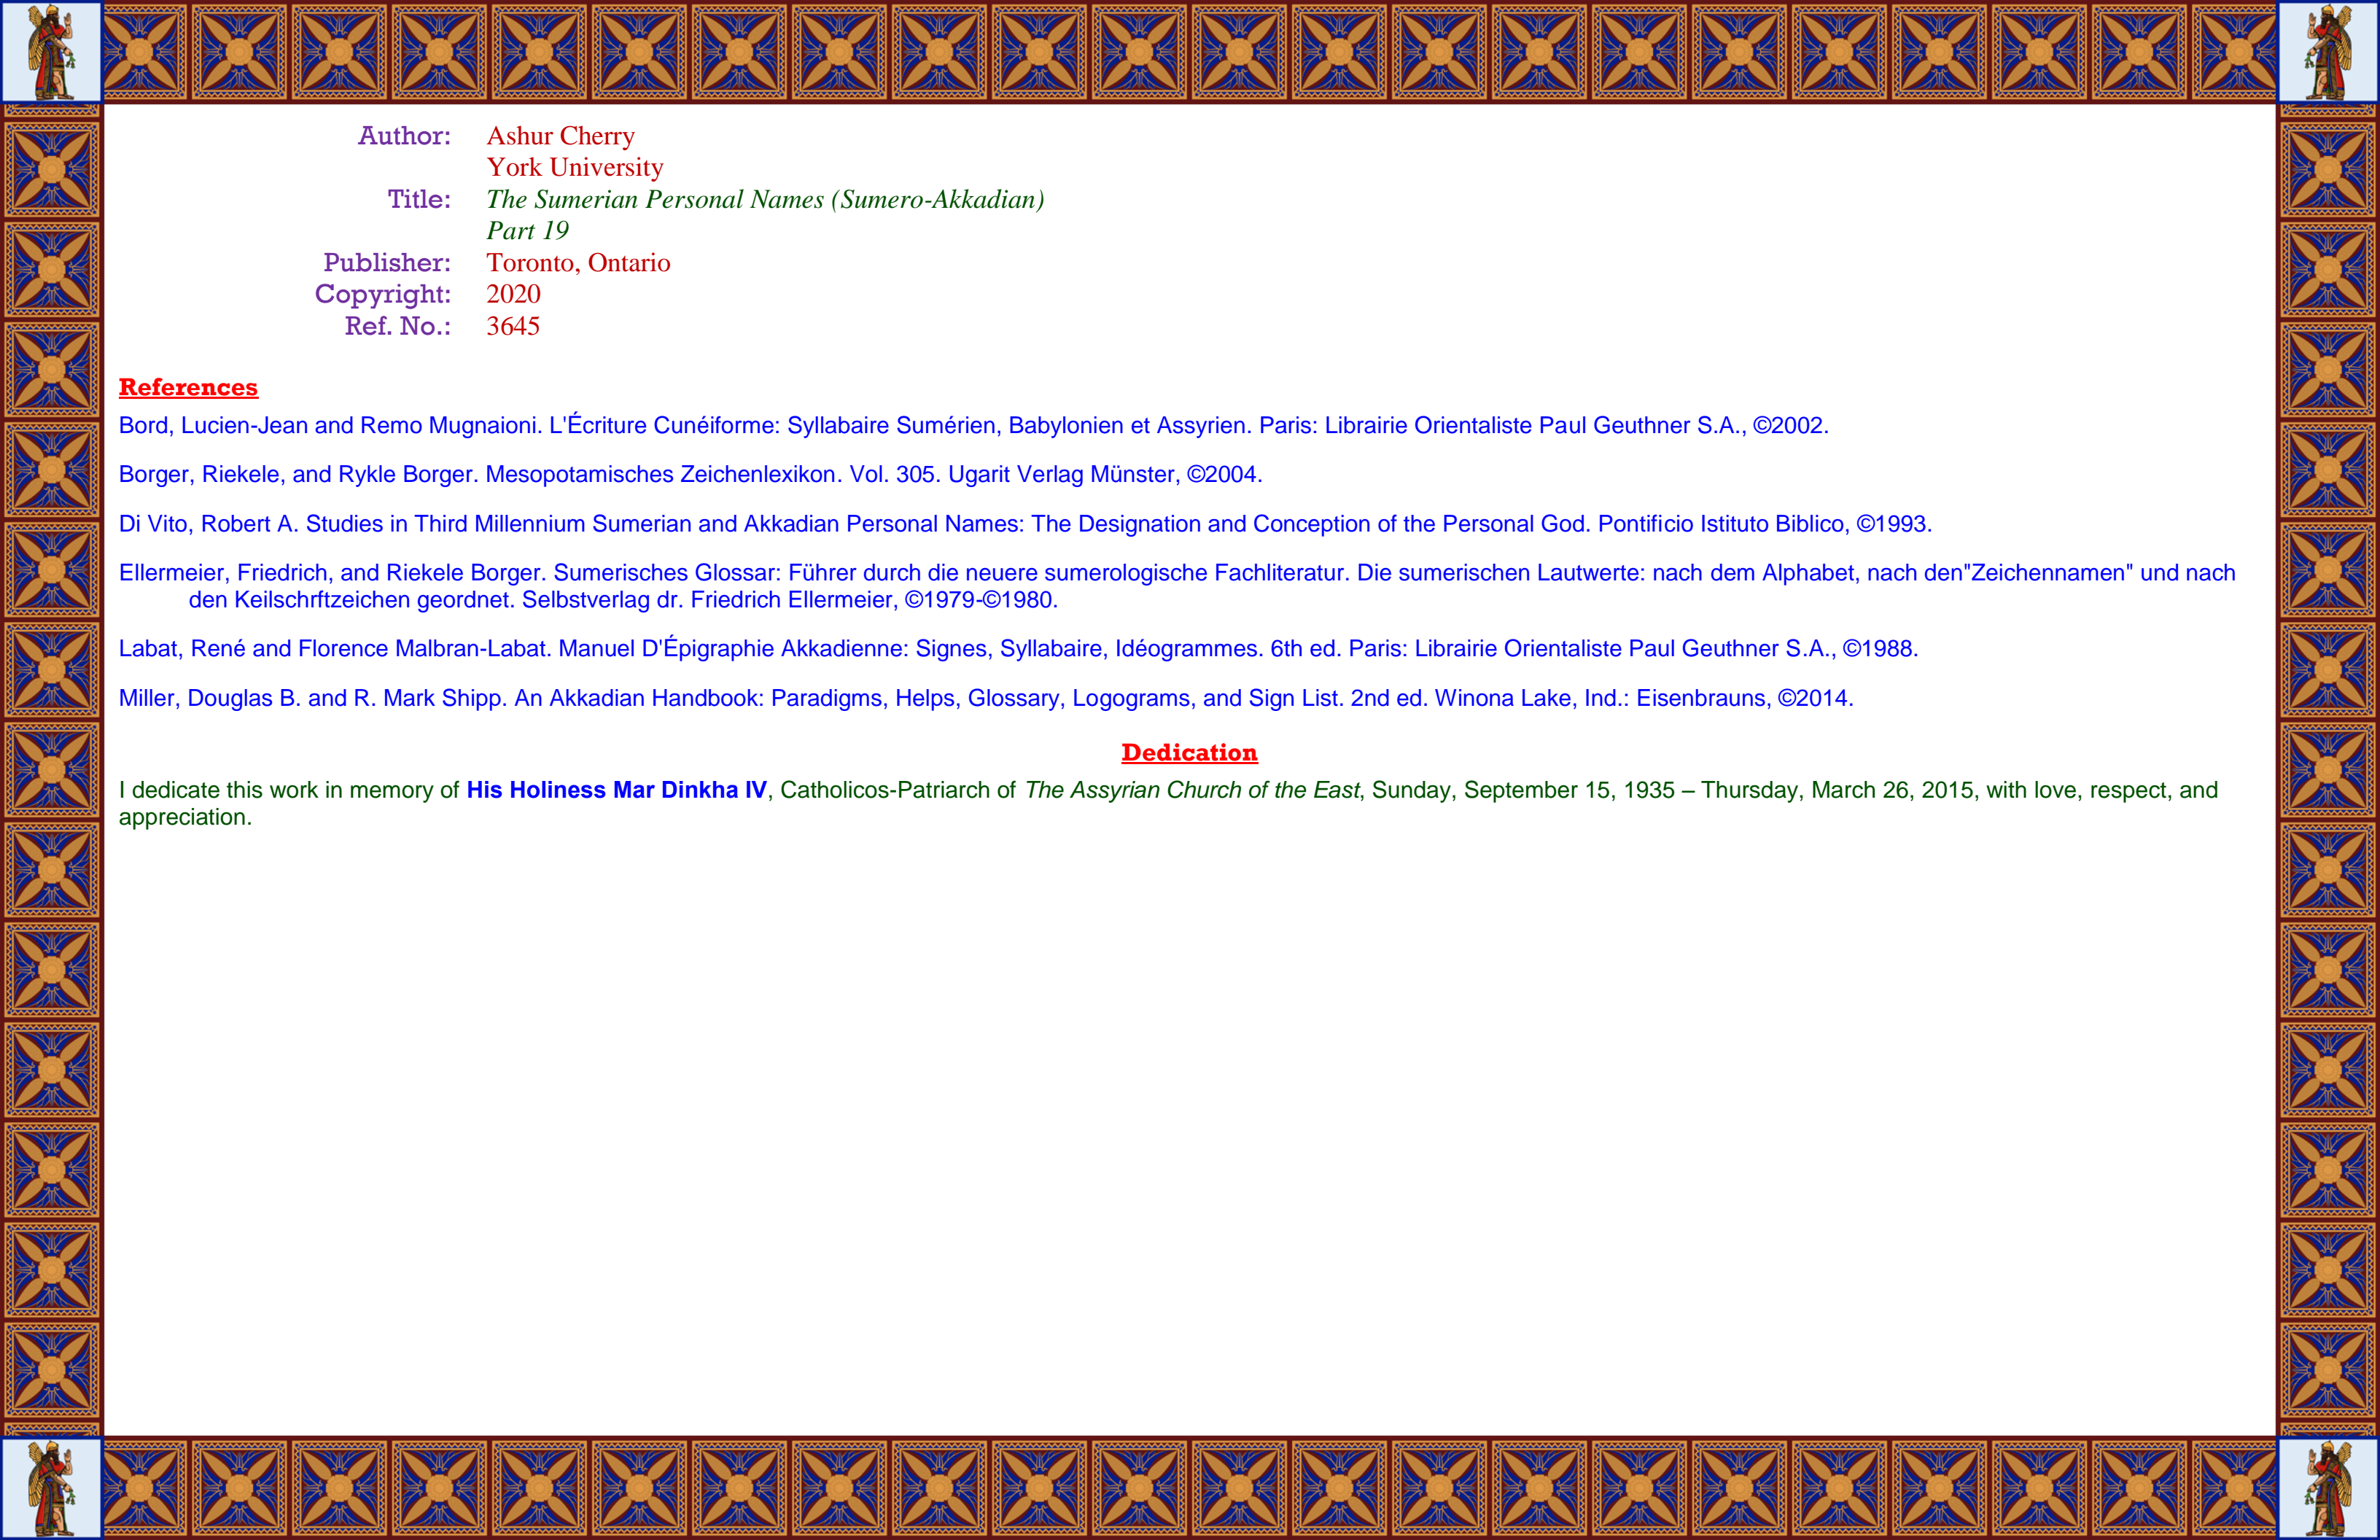 Author: Ashur Cherry
York University
Title: The Sumerian Personal Names (Sumero-Akkadian)
Part 19
Publisher: Toronto, Ontario
Copyright: 2020
Ref. No.: 3645
References
Bord, Lucien-Jean and Remo Mugnaioni. L'Écriture Cunéiforme: Syllabaire Sumérien, Babylonien et Assyrien. Paris: Librairie Orientaliste Paul Geuthner S.A., ©2002.
Borger, Riekele, and Rykle Borger. Mesopotamisches Zeichenlexikon. Vol. 305. Ugarit Verlag Münster, ©2004.
Di Vito, Robert A. Studies in Third Millennium Sumerian and Akkadian Personal Names: The Designation and Conception of the Personal God. Pontificio Istituto Biblico, ©1993.
Ellermeier, Friedrich, and Riekele Borger. Sumerisches Glossar: Führer durch die neuere sumerologische Fachliteratur. Die sumerischen Lautwerte: nach dem Alphabet, nach den"Zeichennamen" und nach
den Keilschrftzeichen geordnet. Selbstverlag dr. Friedrich Ellermeier, ©1979-©1980.
Labat, René and Florence Malbran-Labat. Manuel D'Épigraphie Akkadienne: Signes, Syllabaire, Idéogrammes. 6th ed. Paris: Librairie Orientaliste Paul Geuthner S.A., ©1988.
Miller, Douglas B. and R. Mark Shipp. An Akkadian Handbook: Paradigms, Helps, Glossary, Logograms, and Sign List. 2nd ed. Winona Lake, Ind.: Eisenbrauns, ©2014.
Dedication
I dedicate this work in memory of His Holiness Mar Dinkha IV, Catholicos-Patriarch of The Assyrian Church of the East, Sunday, September 15, 1935 – Thursday, March 26, 2015, with love, respect, and
appreciation.